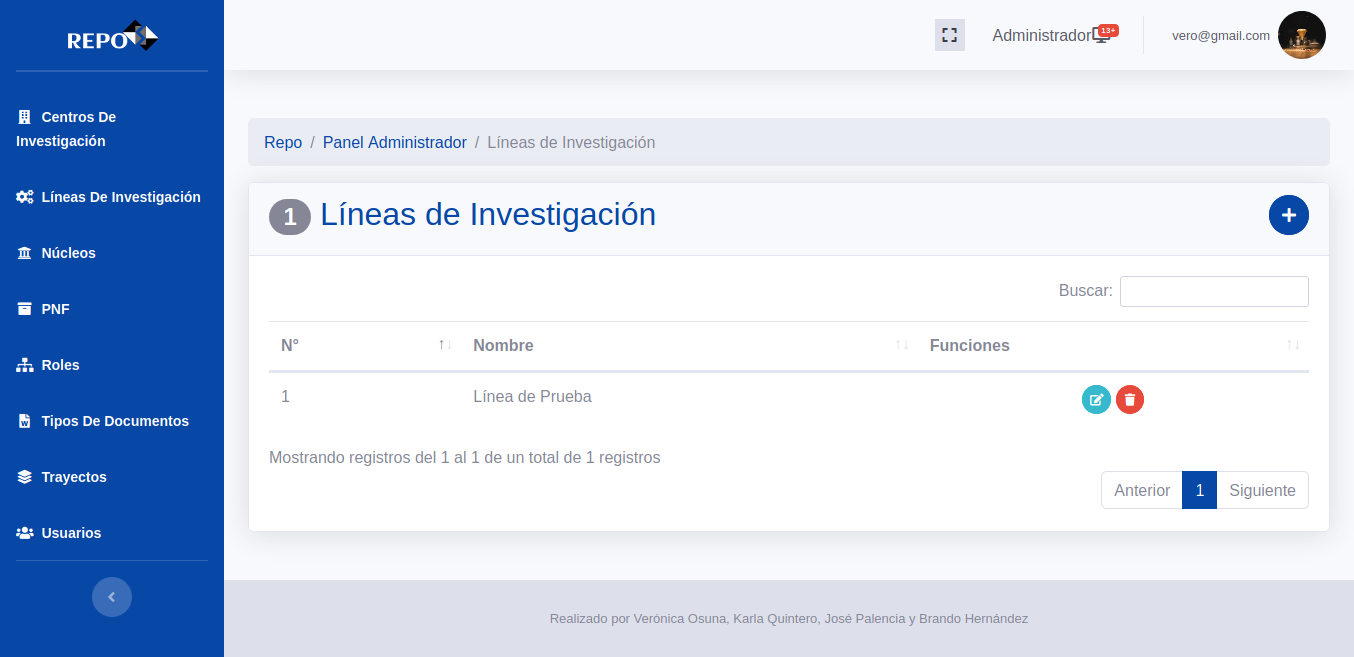 REPO
Administrador 13+ vero@gmail.com
Centros De
Investigación
Líneas De Investigación
Núcleos
PNF
Roles
Tipos De Documentos
Trayectos
Usuarios
Repo / Panel Administrador / Líneas de Investigación
1 Líneas de Investigación
Buscar:
N° Nombre Funciones
1 Línea de Prueba
Mostrando registros del 1 al 1 de un total de 1 registros
Anterior 1 Siguiente
Realizado por Verónica Osuna, Karla Quintero, José Palencia y Brando Hernández